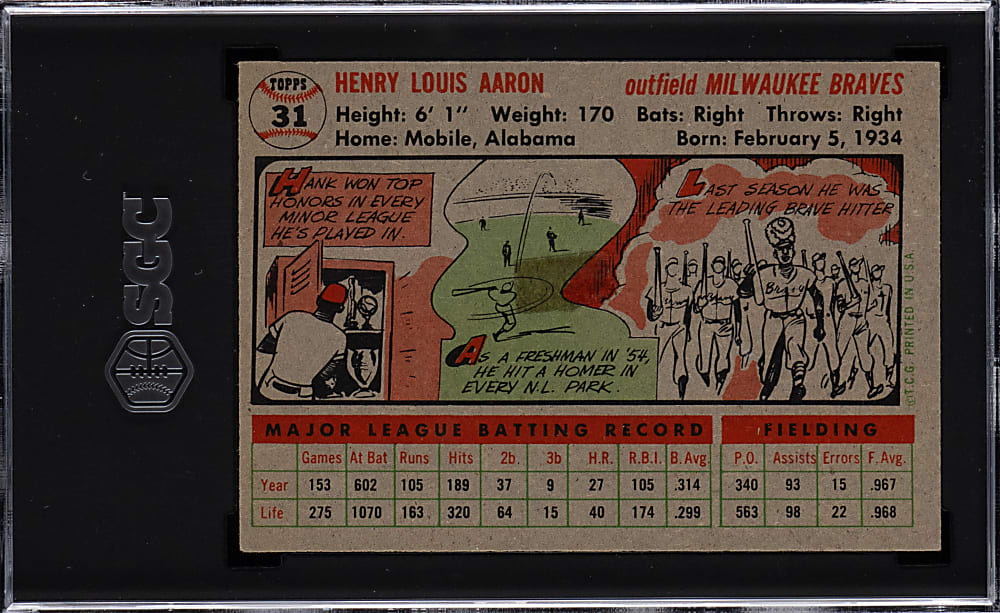 SGC
TOPPS
31
HENRY LOUIS AARON outfield MILWAUKEE BRAVES
Height: 6' 1" Weight: 170 Bats: Right Throws: Right
Home: Mobile, Alabama Born: February 5, 1934
HANK WON TOP
HONORS IN EVERY
MINOR LEAGUE
HE'S PLAYED IN.
AS A FRESHMAN IN '54,
HE HIT A HOMER IN
EVERY N.L. PARK.
LAST SEASON HE WAS
THE LEADING BRAVE HITTER
Braves
©T.C.G. PRINTED IN U.S.A.
MAJOR LEAGUE BATTING RECORD FIELDING
Games At Bat Runs Hits 2b. 3b H.R. R.B.I. B.Avg. P.O. Assists Errors F.Avg.
Year 153 602 105 189 37 9 27 105 .314 340 93 15 .967
Life 275 1070 163 320 64 15 40 174 .299 563 98 22 .968